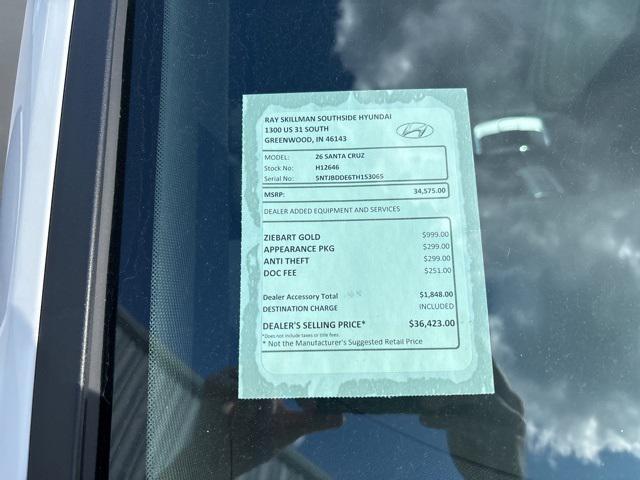 RAY SKILLMAN SOUTHSIDE HYUNDAI
1300 US 31 SOUTH
GREENWOOD, IN 46143
MODEL: 26 SANTA CRUZ
Stock No: H12646
Serial No: 5NTJBDDE6TH153065
MSRP: 34,575.00
DEALER ADDED EQUIPMENT AND SERVICES
ZIEBART GOLD $999.00
APPEARANCE PKG $299.00
ANTI THEFT $299.00
DOC FEE $251.00
Dealer Accessory Total $1,848.00
DESTINATION CHARGE INCLUDED
DEALER'S SELLING PRICE* $36,423.00
*Does not include taxes or title fees.
* Not the Manufacturer's Suggested Retail Price